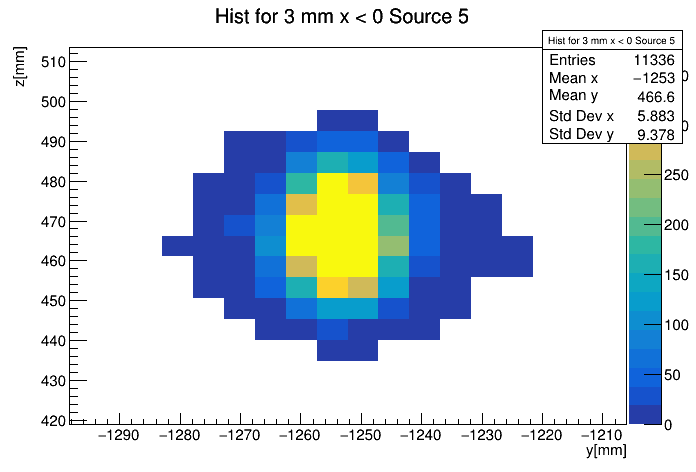 Hist for 3 mm x < 0 Source 5
z[mm]
Hist for 3 mm x < 0 Source 5
Entries 11336
Mean x −1253
Mean y 466.6
Std Dev x 5.883
Std Dev y 9.378
510
500
490
480
470
460
450
440
430
420
−1290 −1280 −1270 −1260 −1250 −1240 −1230 −1220 −1210
y[mm]
250
200
150
100
50
0